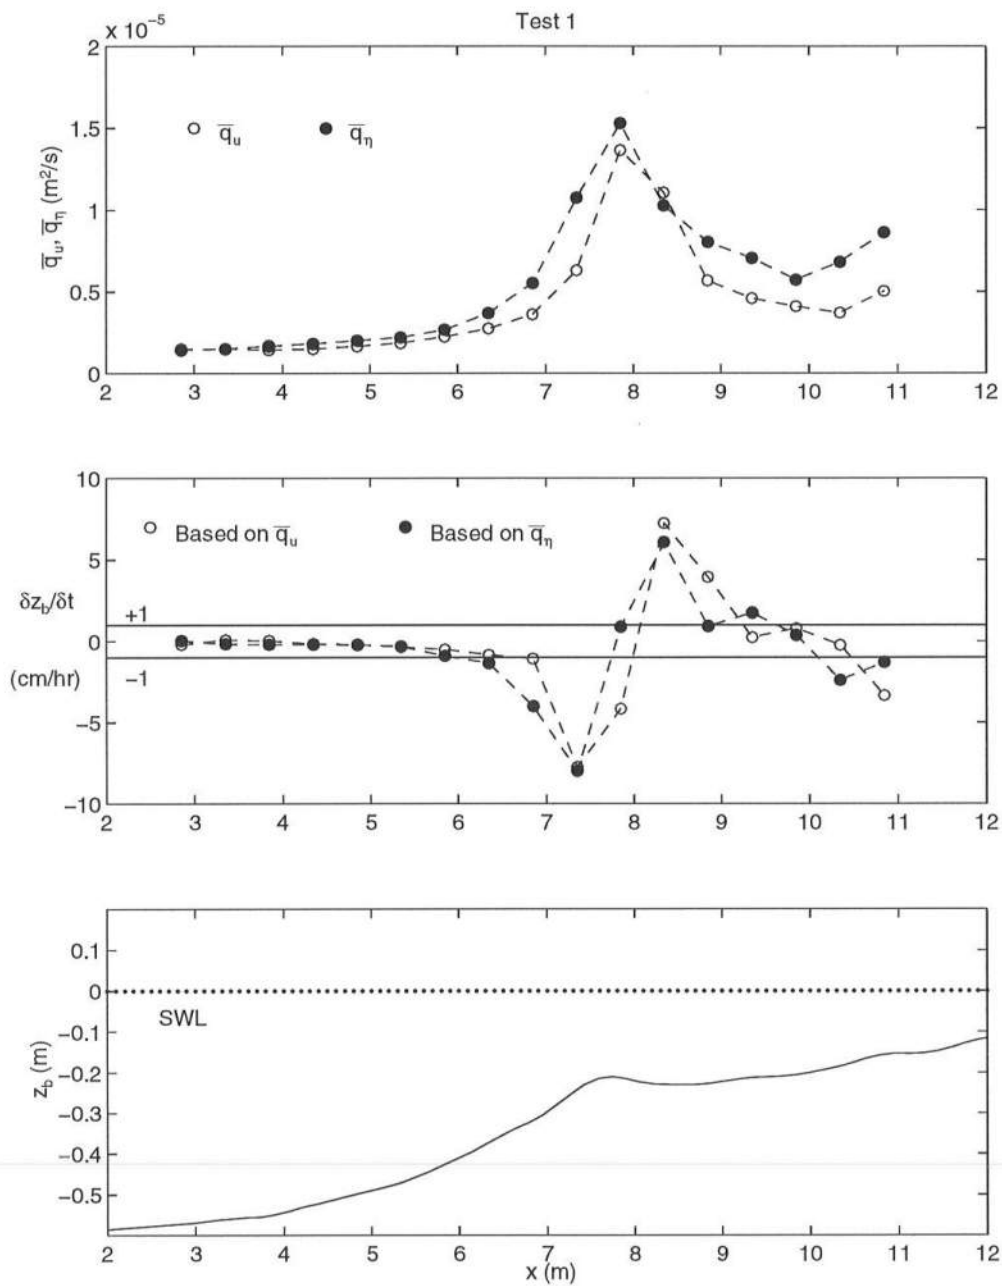 Test 1
x 10⁻⁵
2
1.5
1
0.5
0
q̅ᵤ
q̅η
q̅ᵤ, q̅η (m²/s)
2 3 4 5 6 7 8 9 10 11 12
10
5
0
−5
−10
Based on q̅ᵤ
Based on q̅η
δz_b/δt
+1
(cm/hr)
−1
2 3 4 5 6 7 8 9 10 11 12
0.1
0
−0.1
−0.2
−0.3
−0.4
−0.5
SWL
z_b (m)
2 3 4 5 6 7 8 9 10 11 12
x (m)